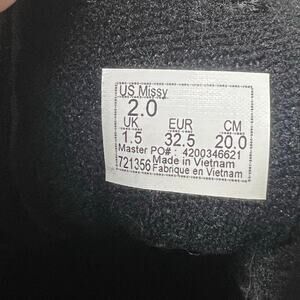 US Missy
2.0
UK EUR CM
1.5 32.5 20.0
Master PO# : 4200346621
721356 Made in Vietnam
Fabrique en Vietnam